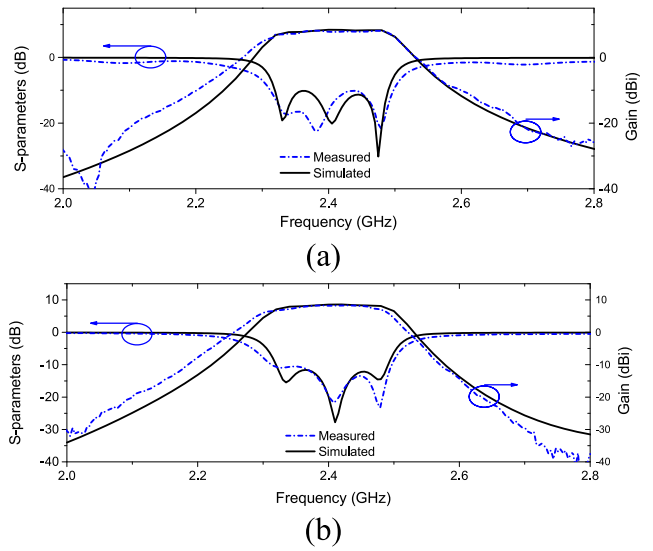 0
-20
-40
S-parameters (dB)
2.0
2.2
2.4
2.6
2.8
Frequency (GHz)
0
-20
-40
Gain (dBi)
Measured
Simulated
(a)
10
0
-10
-20
-30
-40
S-parameters (dB)
2.0
2.2
2.4
2.6
2.8
Frequency (GHz)
10
0
10
20
30
40
Gain (dBi)
Measured
Simulated
(b)